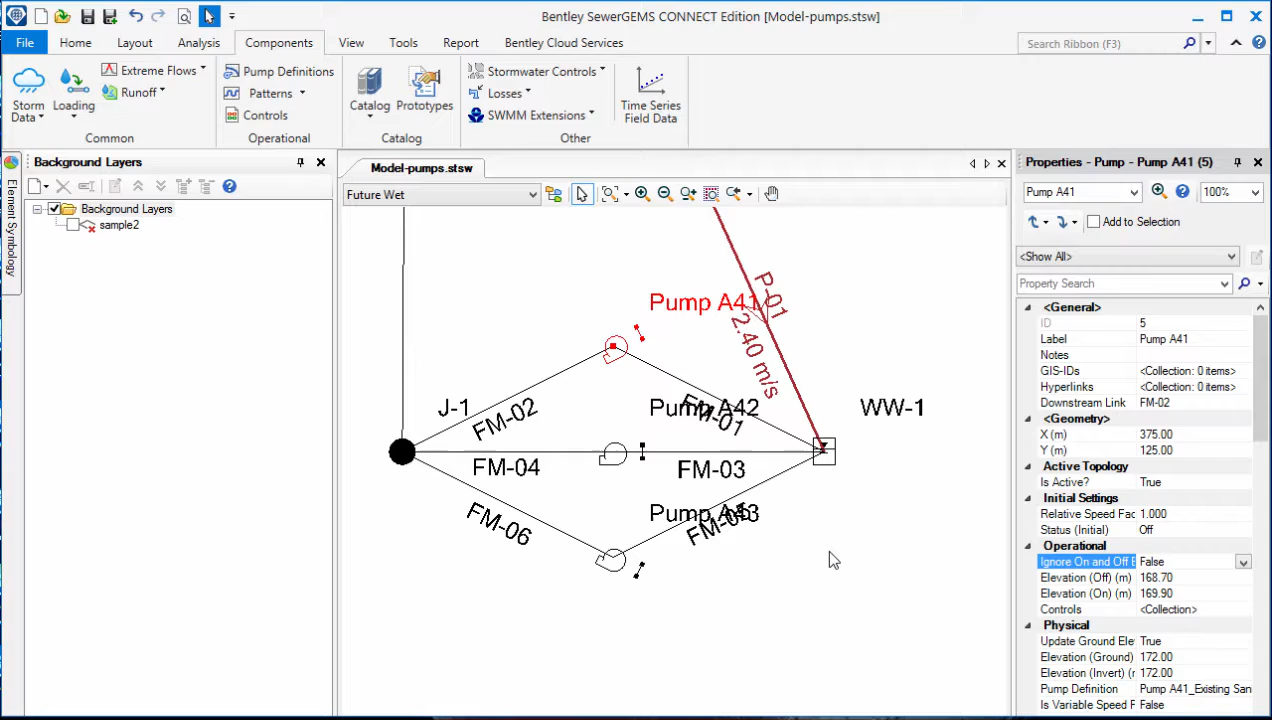 Bentley SewerGEMS CONNECT Edition [Model-pumps.stsw]
File Home Layout Analysis Components View Tools Report Bentley Cloud Services Search Ribbon (F3)
Storm Data Loading Extreme Flows Runoff
Common
Pump Definitions
Patterns
Controls
Operational
Catalog Prototypes
Catalog
Stormwater Controls
Losses
SWMM Extensions
Time Series Field Data
Other
Element Symbology
Background Layers
Background Layers
sample2
Model-pumps.stsw
Future Wet
Pump A41
P-01
2.40 m/s
J-1
FM-02
Pump A42
FM-01
WW-1
FM-04
FM-03
FM-06
Pump A43
FM-05
Properties - Pump - Pump A41 (5)
Pump A41 100%
Add to Selection
<Show All>
Property Search
<General>
ID 5
Label Pump A41
Notes
GIS-IDs <Collection: 0 items>
Hyperlinks <Collection: 0 items>
Downstream Link FM-02
<Geometry>
X (m) 375.00
Y (m) 125.00
Active Topology
Is Active? True
Initial Settings
Relative Speed Fac 1.000
Status (Initial) Off
Operational
Ignore On and Off E False
Elevation (Off) (m) 168.70
Elevation (On) (m) 169.90
Controls <Collection>
Physical
Update Ground Ele True
Elevation (Ground) 172.00
Elevation (Invert) (r 172.00
Pump Definition Pump A41_Existing San
Is Variable Speed F False